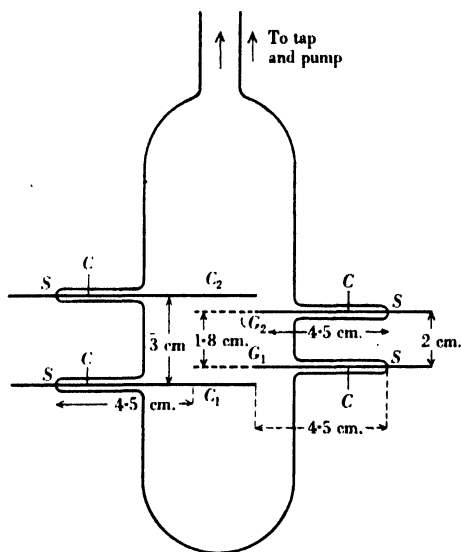 To tap
and pump
S
C
C₂
C
S
G₂
4·5 cm.
3 cm
1·8 cm.
2 cm
S
C
G₁
S
C₁
C
4·5 cm.
4·5 cm.